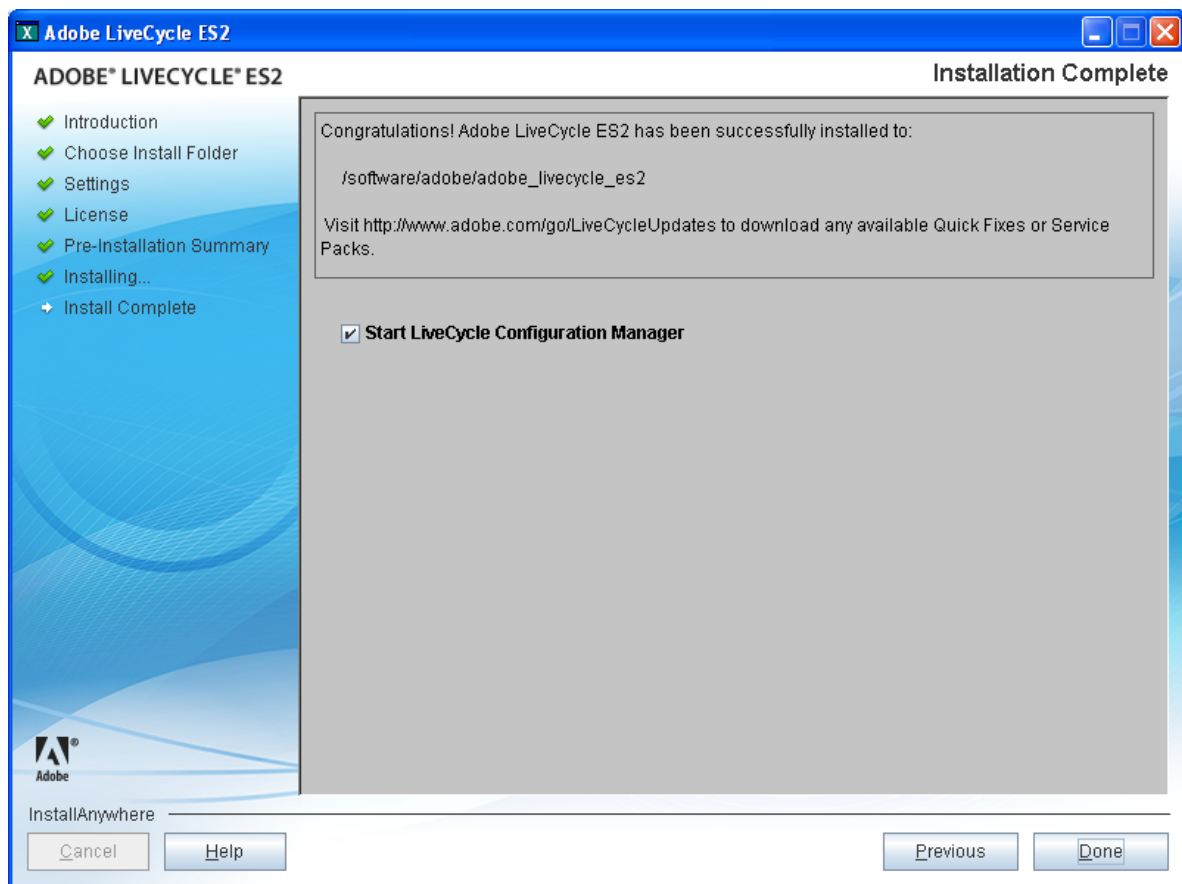 Adobe LiveCycle ES2
ADOBE® LIVECYCLE® ES2
Installation Complete
Introduction
Choose Install Folder
Settings
License
Pre-Installation Summary
Installing...
Install Complete
Congratulations! Adobe LiveCycle ES2 has been successfully installed to:
/software/adobe/adobe_livecycle_es2
Visit http://www.adobe.com/go/LiveCycleUpdates to download any available Quick Fixes or Service
Packs.
Start LiveCycle Configuration Manager
Adobe
InstallAnywhere
Cancel
Help
Previous
Done